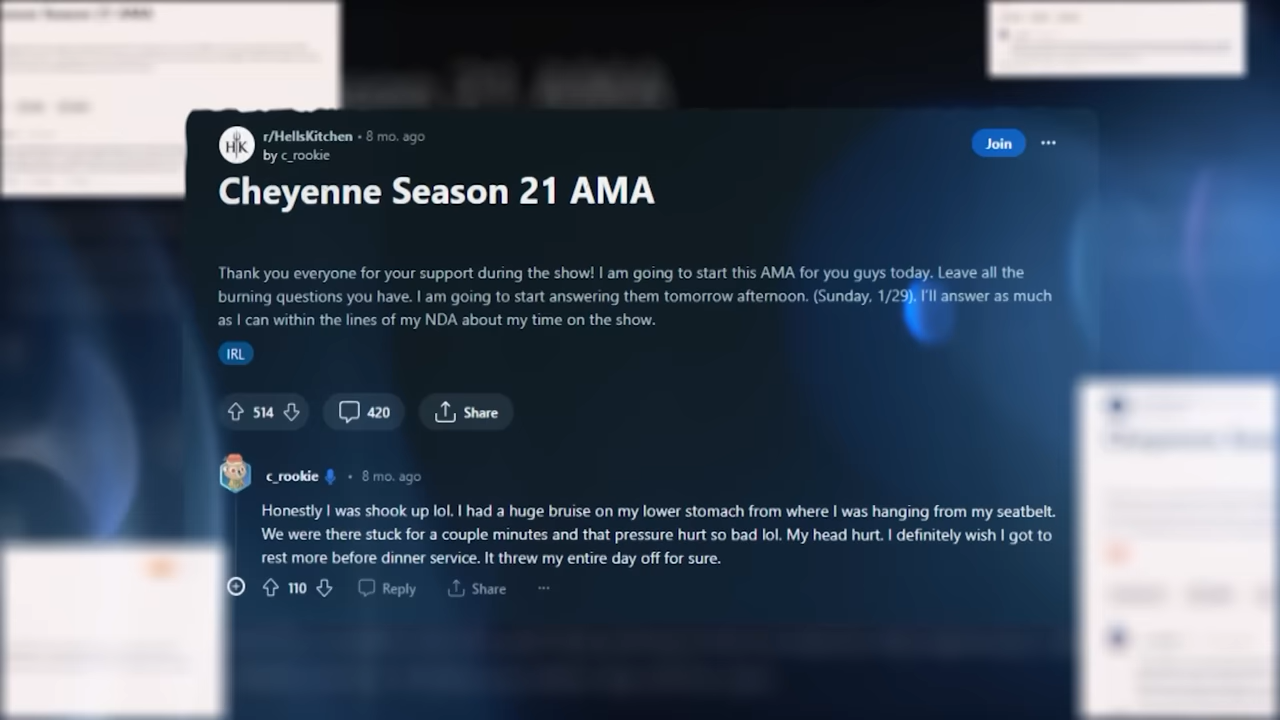 r/HellsKitchen • 8 mo. ago
by c_rookie
Join
Cheyenne Season 21 AMA
Thank you everyone for your support during the show! I am going to start this AMA for you guys today. Leave all the
burning questions you have. I am going to start answering them tomorrow afternoon. (Sunday, 1/29). I'll answer as much
as I can within the lines of my NDA about my time on the show.
IRL
514 420 Share
c_rookie • 8 mo. ago
Honestly I was shook up lol. I had a huge bruise on my lower stomach from where I was hanging from my seatbelt.
We were there stuck for a couple minutes and that pressure hurt so bad lol. My head hurt. I definitely wish I got to
rest more before dinner service. It threw my entire day off for sure.
110 Reply Share